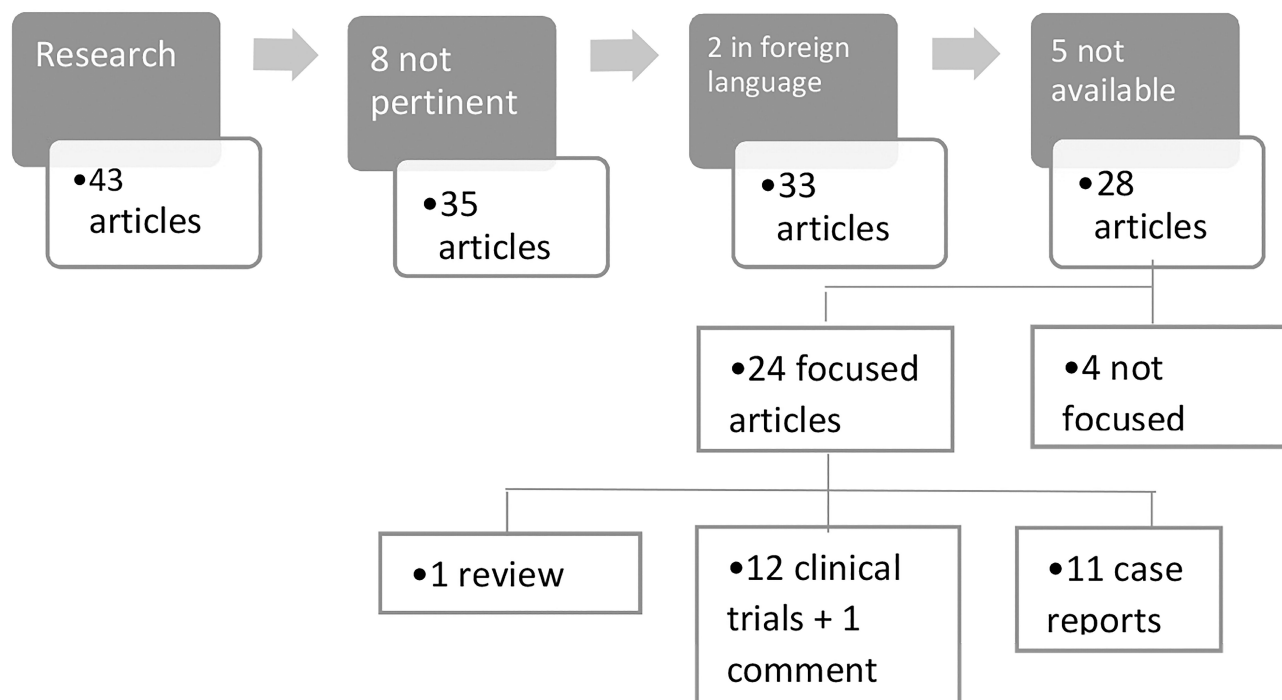 Research
•43
articles
8 not
pertinent
•35
articles
2 in foreign
language
•33
articles
5 not
available
•28
articles
•24 focused
articles
•4 not
focused
•1 review
•12 clinical
trials + 1
comment
•11 case
reports